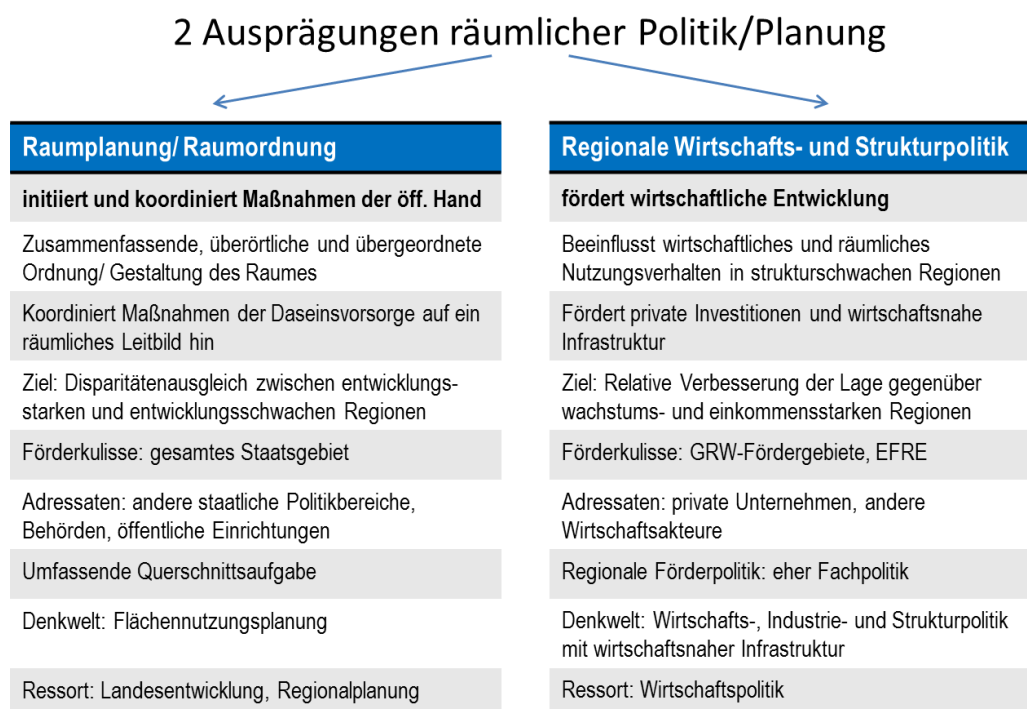 2 Ausprägungen räumlicher Politik/Planung
Raumplanung/ Raumordnung
initiiert und koordiniert Maßnahmen der öff. Hand
Zusammenfassende, überörtliche und übergeordnete
Ordnung/ Gestaltung des Raumes
Koordiniert Maßnahmen der Daseinsvorsorge auf ein
räumliches Leitbild hin
Ziel: Disparitätenausgleich zwischen entwicklungs-
starken und entwicklungsschwachen Regionen
Förderkulisse: gesamtes Staatsgebiet
Adressaten: andere staatliche Politikbereiche,
Behörden, öffentliche Einrichtungen
Umfassende Querschnittsaufgabe
Denkwelt: Flächennutzungsplanung
Ressort: Landesentwicklung, Regionalplanung
Regionale Wirtschafts- und Strukturpolitik
fördert wirtschaftliche Entwicklung
Beeinflusst wirtschaftliches und räumliches
Nutzungsverhalten in strukturschwachen Regionen
Fördert private Investitionen und wirtschaftsnahe
Infrastruktur
Ziel: Relative Verbesserung der Lage gegenüber
wachstums- und einkommensstarken Regionen
Förderkulisse: GRW-Fördergebiete, EFRE
Adressaten: private Unternehmen, andere
Wirtschaftsakteure
Regionale Förderpolitik: eher Fachpolitik
Denkwelt: Wirtschafts-, Industrie- und Strukturpolitik
mit wirtschaftsnaher Infrastruktur
Ressort: Wirtschaftspolitik